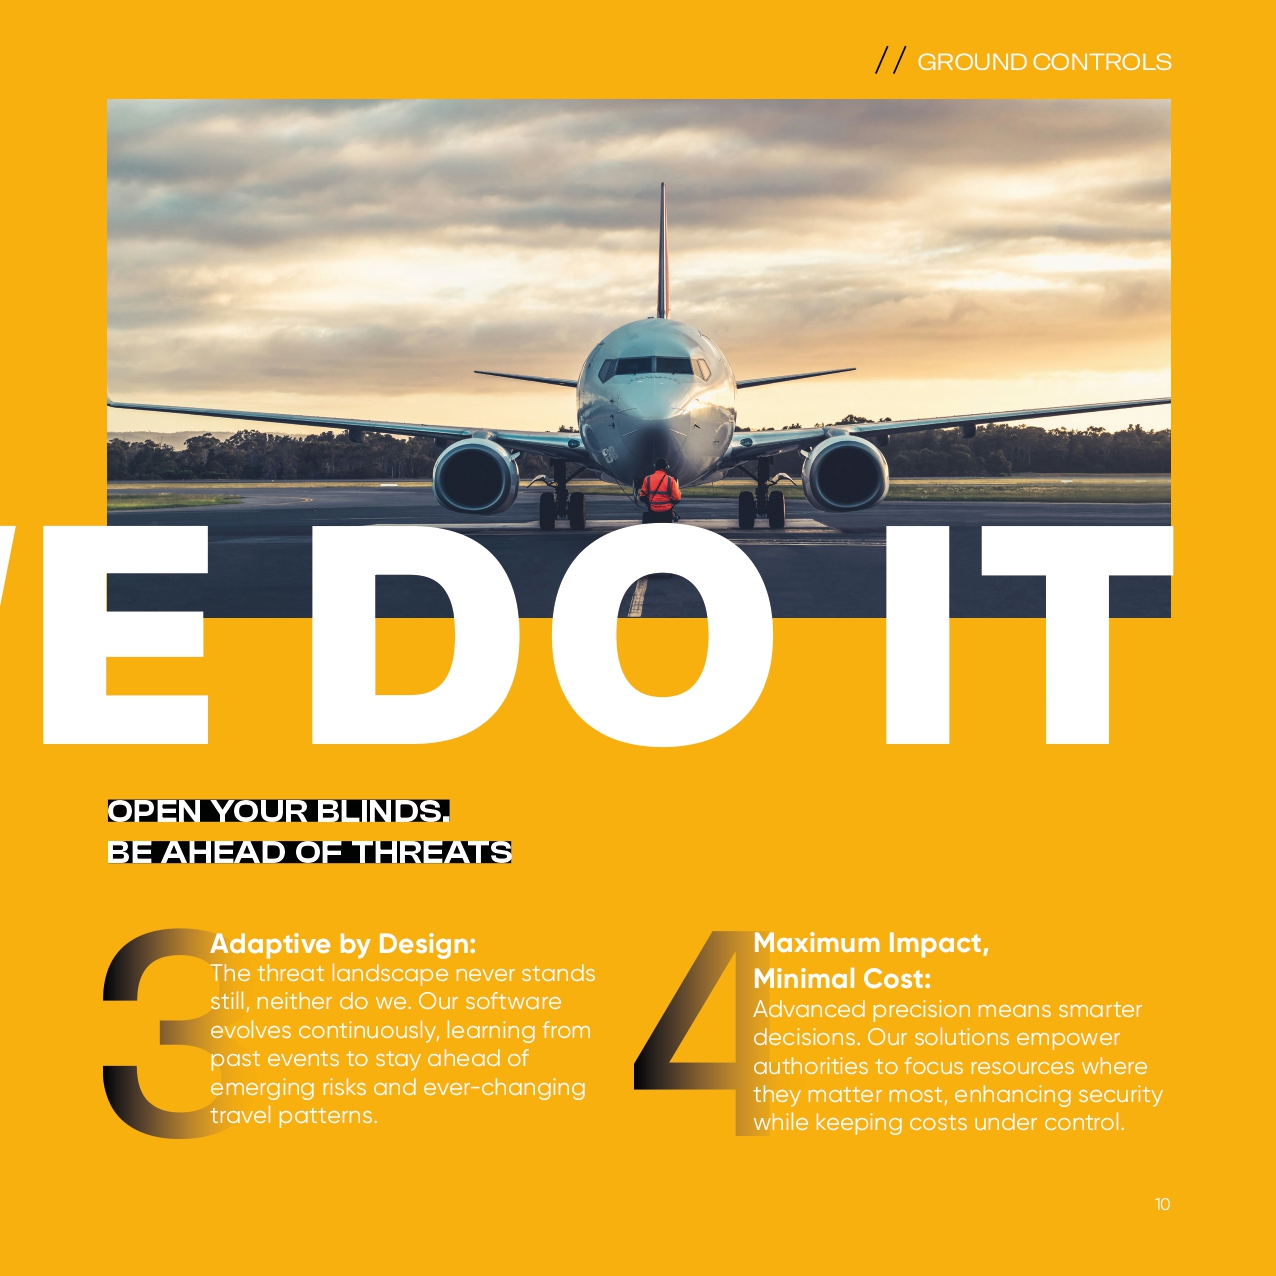 // GROUND CONTROLS
WE DO IT
OPEN YOUR BLINDS.
BE AHEAD OF THREATS
3
Adaptive by Design:
The threat landscape never stands
still, neither do we. Our software
evolves continuously, learning from
past events to stay ahead of
emerging risks and ever-changing
travel patterns.
4
Maximum Impact,
Minimal Cost:
Advanced precision means smarter
decisions. Our solutions empower
authorities to focus resources where
they matter most, enhancing security
while keeping costs under control.
10